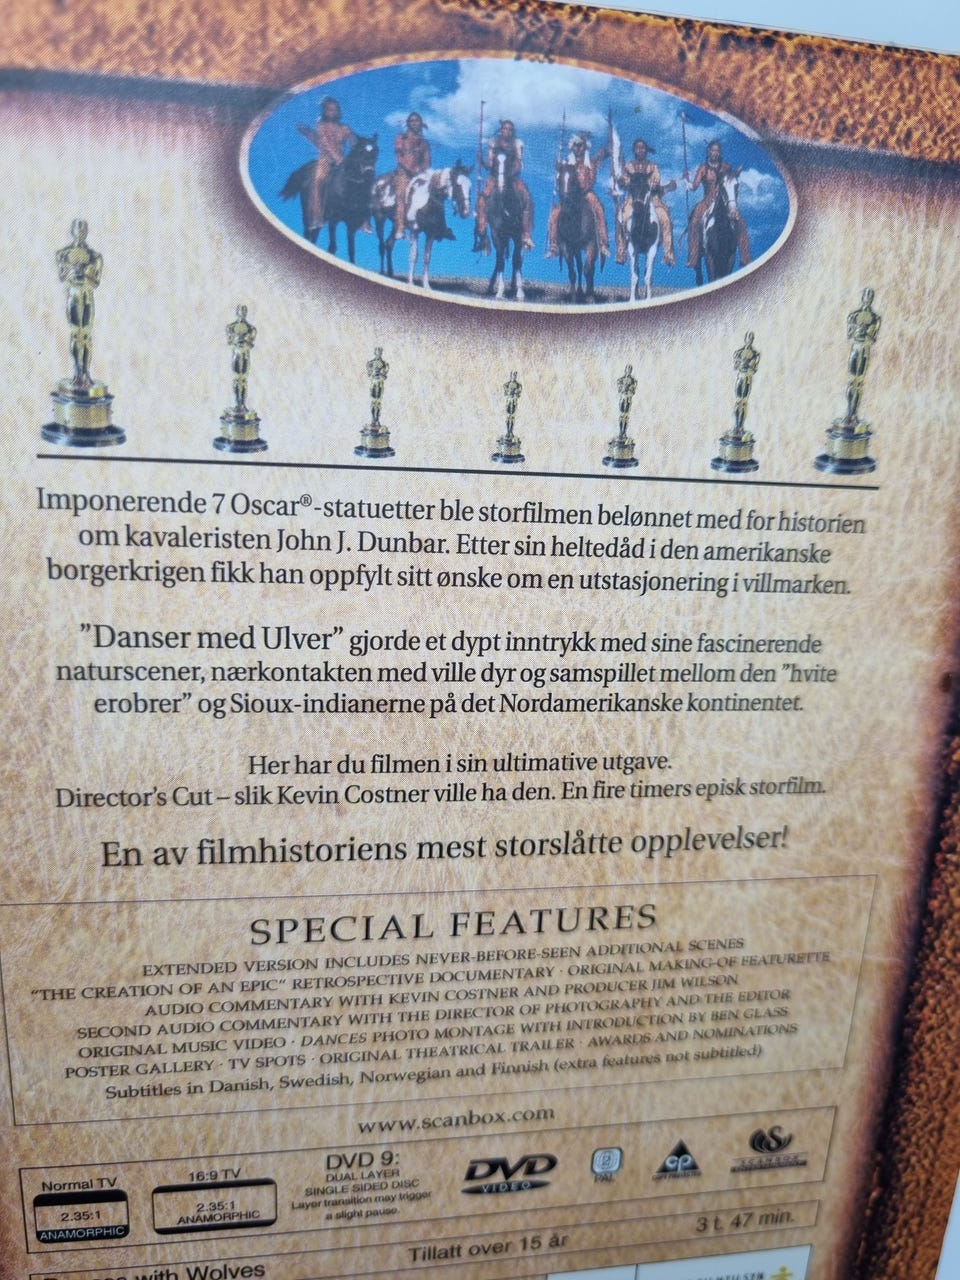 Imponerende 7 Oscar®-statuetter ble storfilmen belønnet med for historien
om kavaleristen John J. Dunbar. Etter sin heltedåd i den amerikanske
borgerkrigen fikk han oppfylt sitt ønske om en utstasjonering i villmarken.
"Danser med Ulver" gjorde et dypt inntrykk med sine fascinerende
naturscener, nærkontakten med ville dyr og samspillet mellom den "hvite
erobrer" og Sioux-indianerne på det Nordamerikanske kontinentet.
Her har du filmen i sin ultimative utgave.
Director's Cut – slik Kevin Costner ville ha den. En fire timers episk storfilm.
En av filmhistoriens mest storslåtte opplevelser!
SPECIAL FEATURES
EXTENDED VERSION INCLUDES NEVER-BEFORE-SEEN ADDITIONAL SCENES
"THE CREATION OF AN EPIC" RETROSPECTIVE DOCUMENTARY · ORIGINAL MAKING-OF FEATURETTE
AUDIO COMMENTARY WITH KEVIN COSTNER AND PRODUCER JIM WILSON
SECOND AUDIO COMMENTARY WITH THE DIRECTOR OF PHOTOGRAPHY AND THE EDITOR
ORIGINAL MUSIC VIDEO · DANCES PHOTO MONTAGE WITH INTRODUCTION BY BEN GLASS
POSTER GALLERY · TV SPOTS · ORIGINAL THEATRICAL TRAILER · AWARDS AND NOMINATIONS
Subtitles in Danish, Swedish, Norwegian and Finnish (extra features not subtitled)
www.scanbox.com
Normal TV
2.35:1
ANAMORPHIC
16:9 TV
2.35:1
ANAMORPHIC
DVD 9:
DUAL LAYER
SINGLE SIDED DISC
Layer transition may trigger
a slight pause.
DVD
VIDEO
2
PAL
CP
SCANBOX
Tillatt over 15 år
3 t. 47 min.
with Wolves